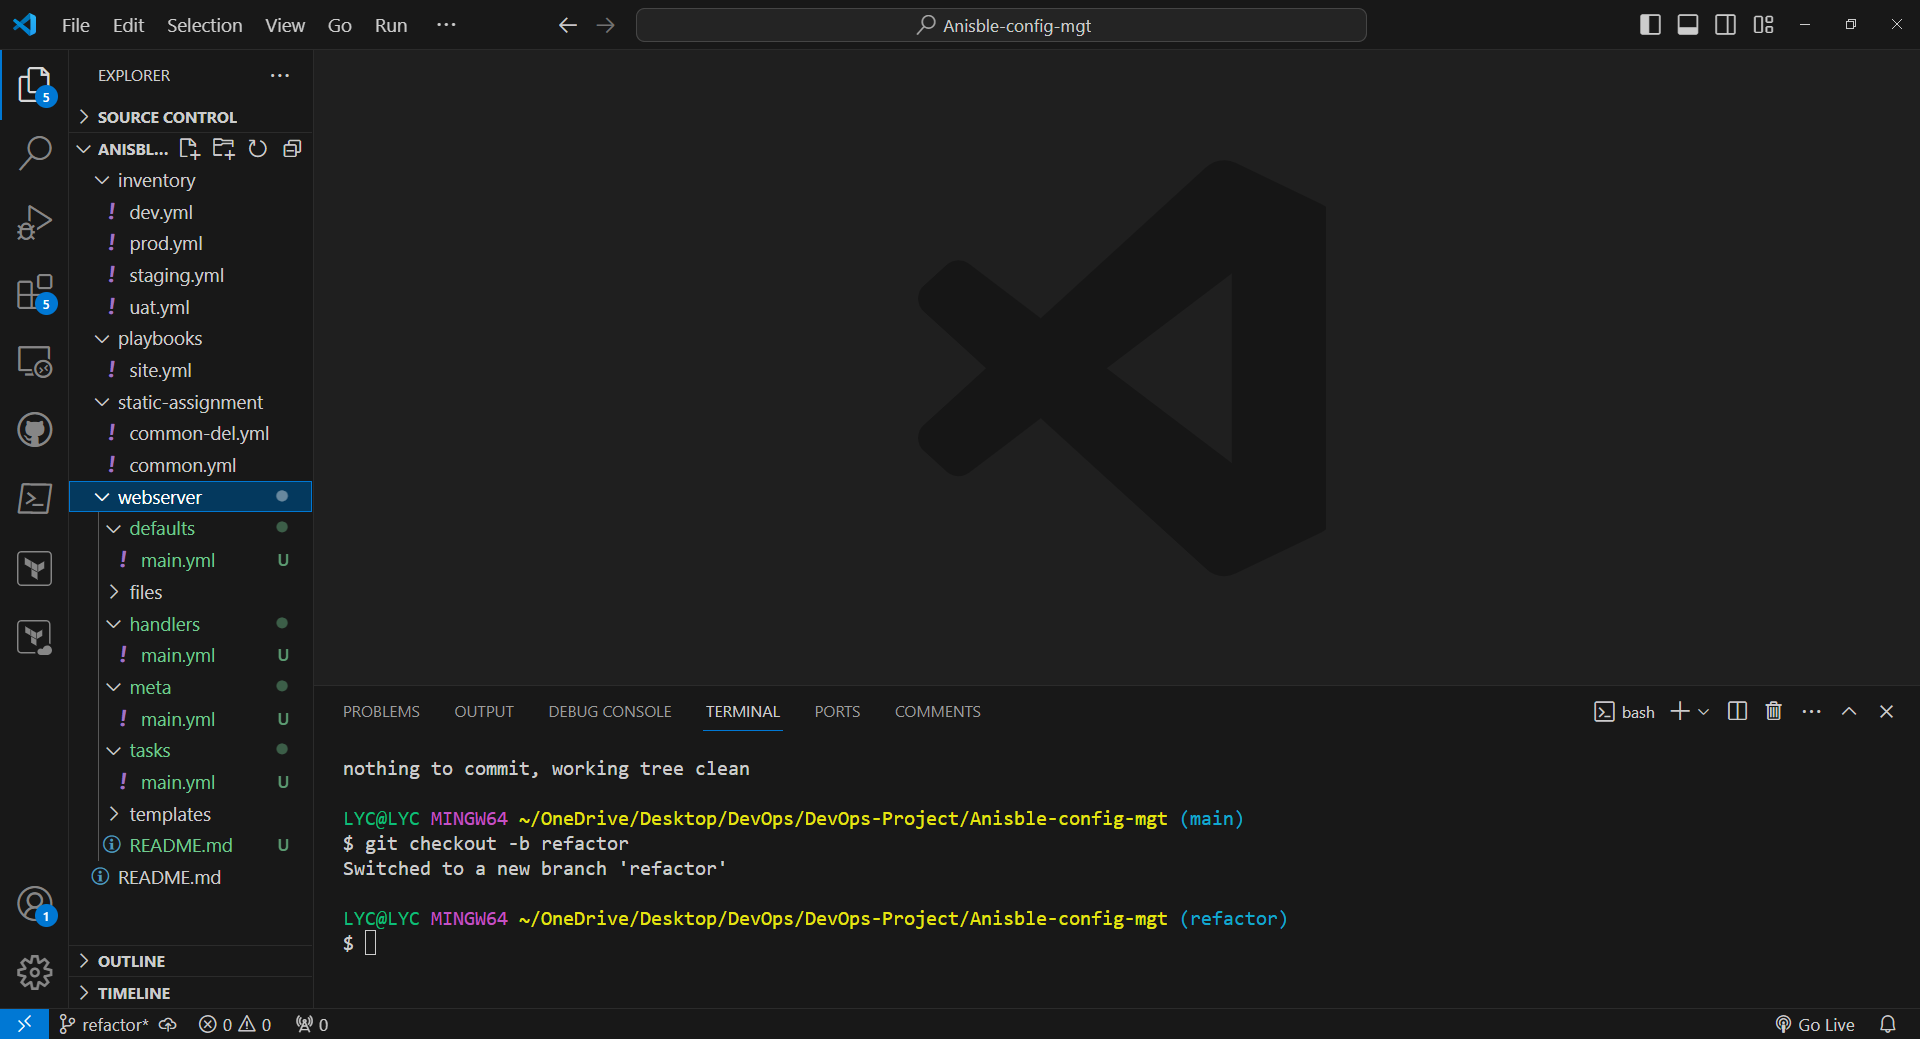 File Edit Selection View Go Run ···
Anisble-config-mgt
EXPLORER
SOURCE CONTROL
ANISBL...
inventory
! dev.yml
! prod.yml
! staging.yml
! uat.yml
playbooks
! site.yml
static-assignment
! common-del.yml
! common.yml
webserver
defaults
! main.yml U
files
handlers
! main.yml U
meta
! main.yml U
tasks
! main.yml U
templates
README.md U
README.md
OUTLINE
TIMELINE
5
5
1
PROBLEMS OUTPUT DEBUG CONSOLE TERMINAL PORTS COMMENTS
bash
nothing to commit, working tree clean
LYC@LYC MINGW64 ~/OneDrive/Desktop/DevOps/DevOps-Project/Anisble-config-mgt (main)
$ git checkout -b refactor
Switched to a new branch 'refactor'
LYC@LYC MINGW64 ~/OneDrive/Desktop/DevOps/DevOps-Project/Anisble-config-mgt (refactor)
$
refactor* 0 0 0
Go Live